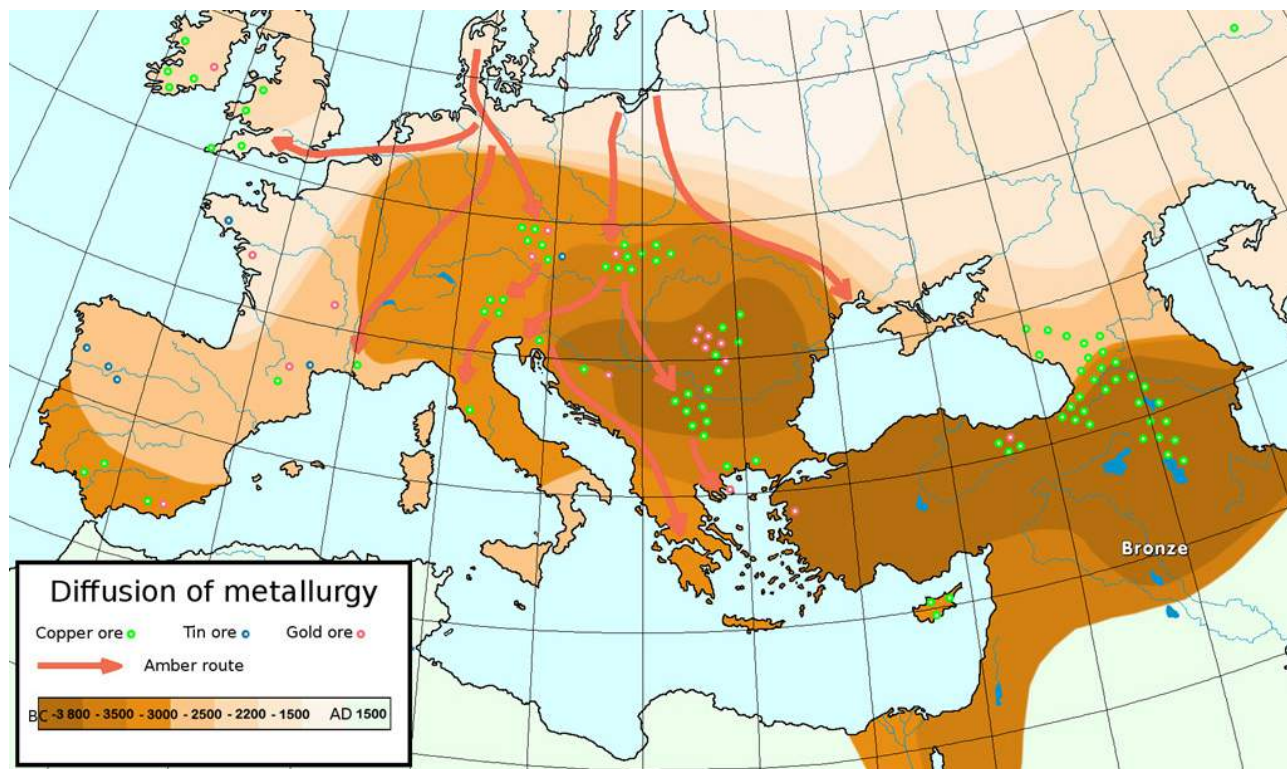 Bronze
Diffusion of metallurgy
Copper ore Tin ore Gold ore
Amber route
BC -3 800 - 3500 - 3000 - 2500 - 2200 - 1500 AD 1500